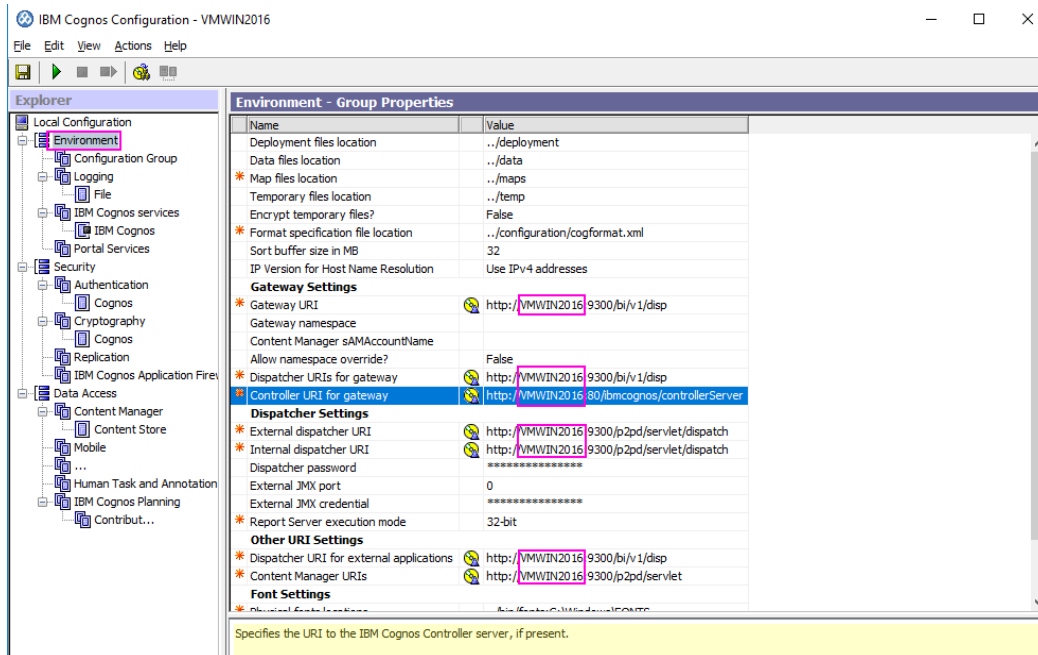 IBM Cognos Configuration - VMWIN2016
File Edit View Actions Help
Explorer
Local Configuration
Environment
Configuration Group
Logging
File
IBM Cognos services
IBM Cognos
Portal Services
Security
Authentication
Cognos
Cryptography
Cognos
Replication
IBM Cognos Application Firew
Data Access
Content Manager
Content Store
Mobile
...
Human Task and Annotation
IBM Cognos Planning
Contribut...
Environment - Group Properties
Name Value
Deployment files location ../deployment
Data files location ../data
* Map files location ../maps
Temporary files location ../temp
Encrypt temporary files? False
* Format specification file location ../configuration/cogformat.xml
Sort buffer size in MB 32
IP Version for Host Name Resolution Use IPv4 addresses
Gateway Settings
* Gateway URI http://VMWIN2016:9300/bi/v1/disp
Gateway namespace
Content Manager sAMAccountName
Allow namespace override? False
* Dispatcher URIs for gateway http://VMWIN2016:9300/bi/v1/disp
* Controller URI for gateway http://VMWIN2016:80/ibmcognos/controllerServer
Dispatcher Settings
* External dispatcher URI http://VMWIN2016:9300/p2pd/servlet/dispatch
* Internal dispatcher URI http://VMWIN2016:9300/p2pd/servlet/dispatch
Dispatcher password ***************
External JMX port 0
External JMX credential ***************
* Report Server execution mode 32-bit
Other URI Settings
* Dispatcher URI for external applications http://VMWIN2016:9300/bi/v1/disp
* Content Manager URIs http://VMWIN2016:9300/p2pd/servlet
Font Settings
Specifies the URI to the IBM Cognos Controller server, if present.